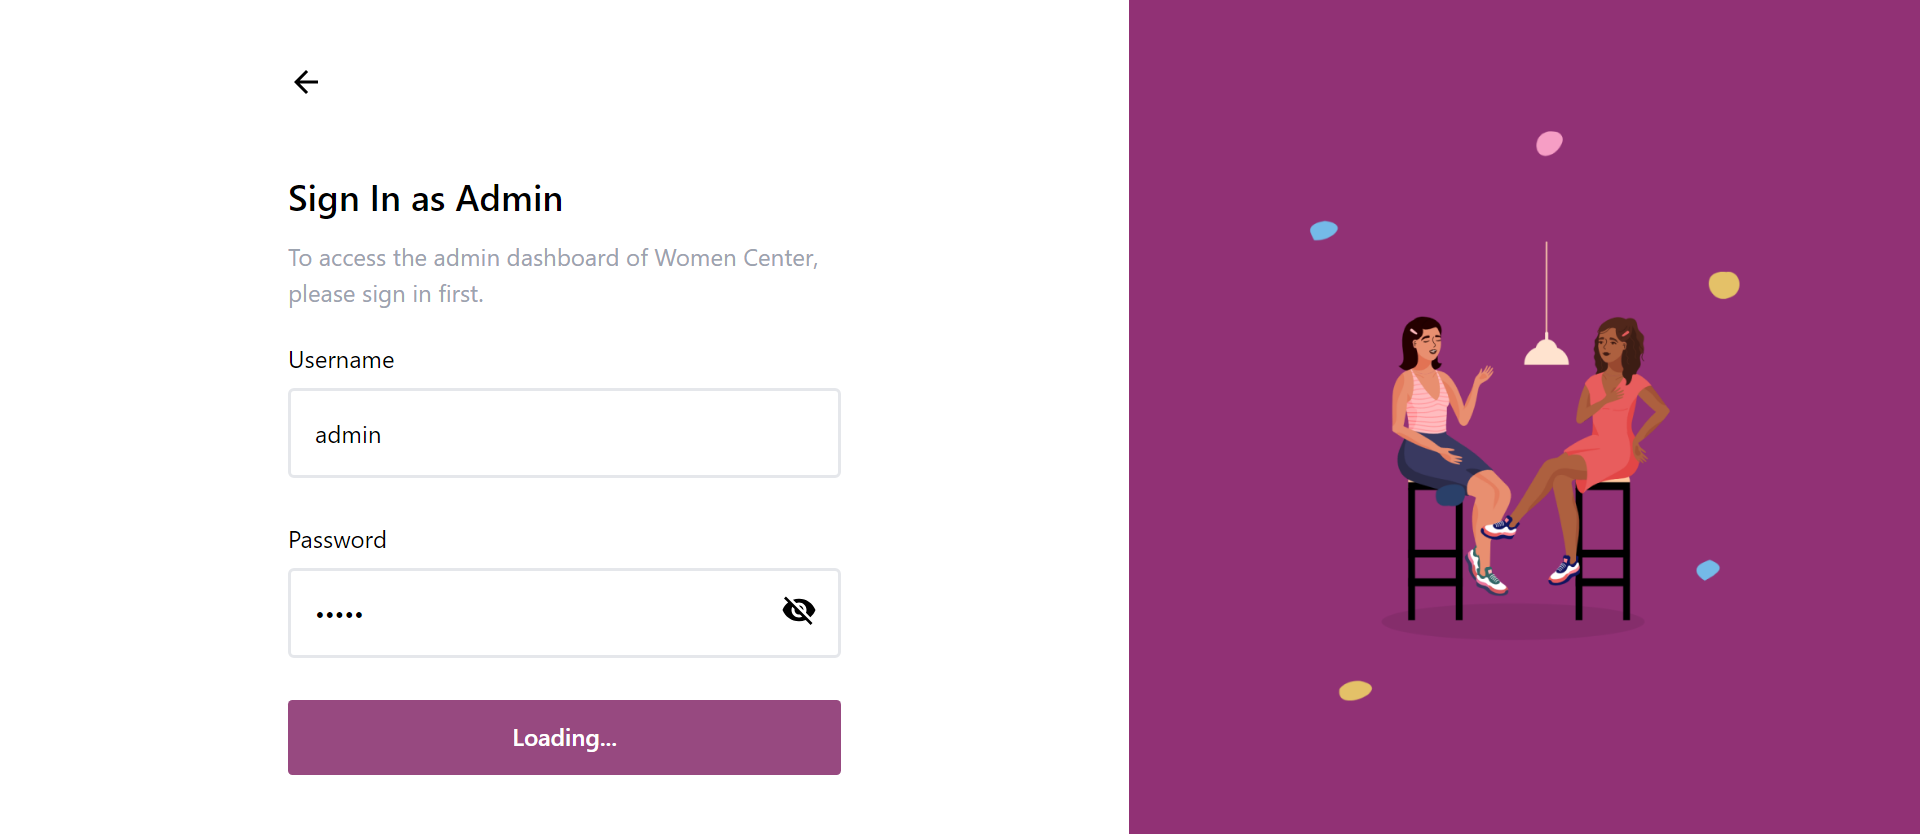 Sign In as Admin
To access the admin dashboard of Women Center,
please sign in first.
Username
admin
Password
•••••
Loading...